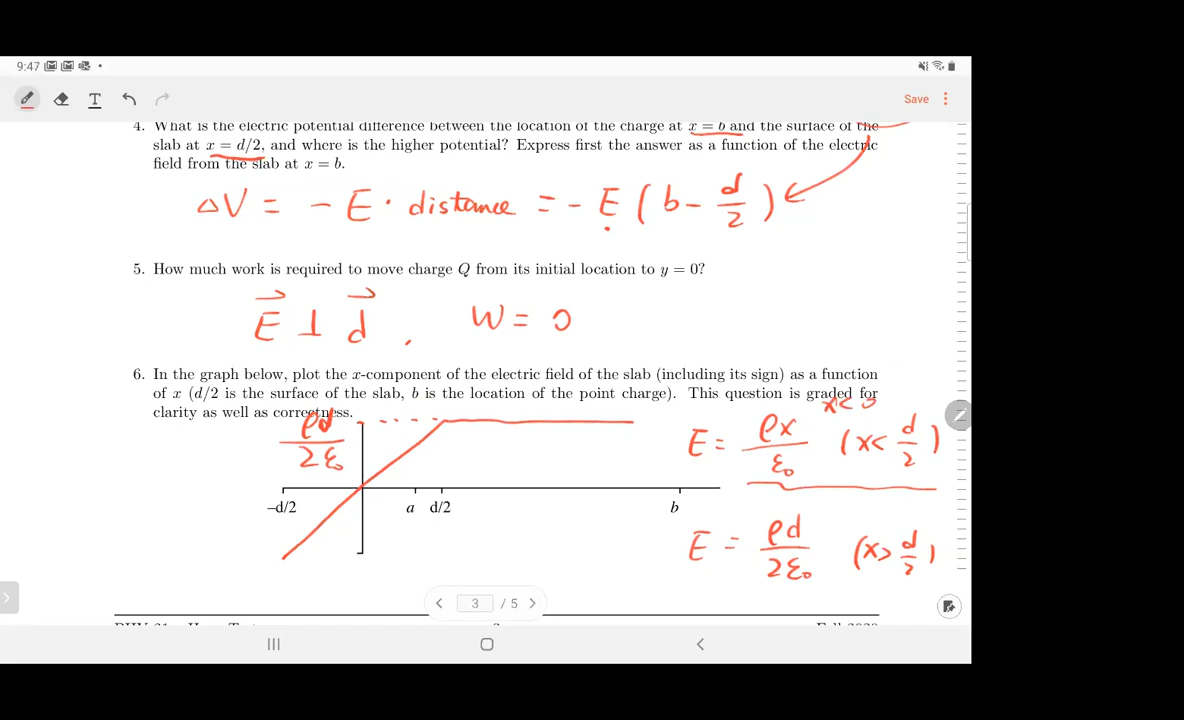 9:47
T
Save
4. What is the electric potential difference between the location of the charge at x = b and the surface of the
slab at x = d/2, and where is the higher potential? Express first the answer as a function of the electric
field from the slab at x = b.
ΔV = - E · distance = - E ( b - d/2 )
5. How much work is required to move charge Q from its initial location to y = 0?
E⃗ ⊥ d⃗ , W = 0
6. In the graph below, plot the x-component of the electric field of the slab (including its sign) as a function
of x (d/2 is the surface of the slab, b is the location of the point charge). This question is graded for
clarity as well as correctness.
x<0
ρd/2ε₀
E = ρx/ε₀ (x< d/2)
-d/2 a d/2 b
E = ρd/2ε₀ (x> d/2)
3 / 5